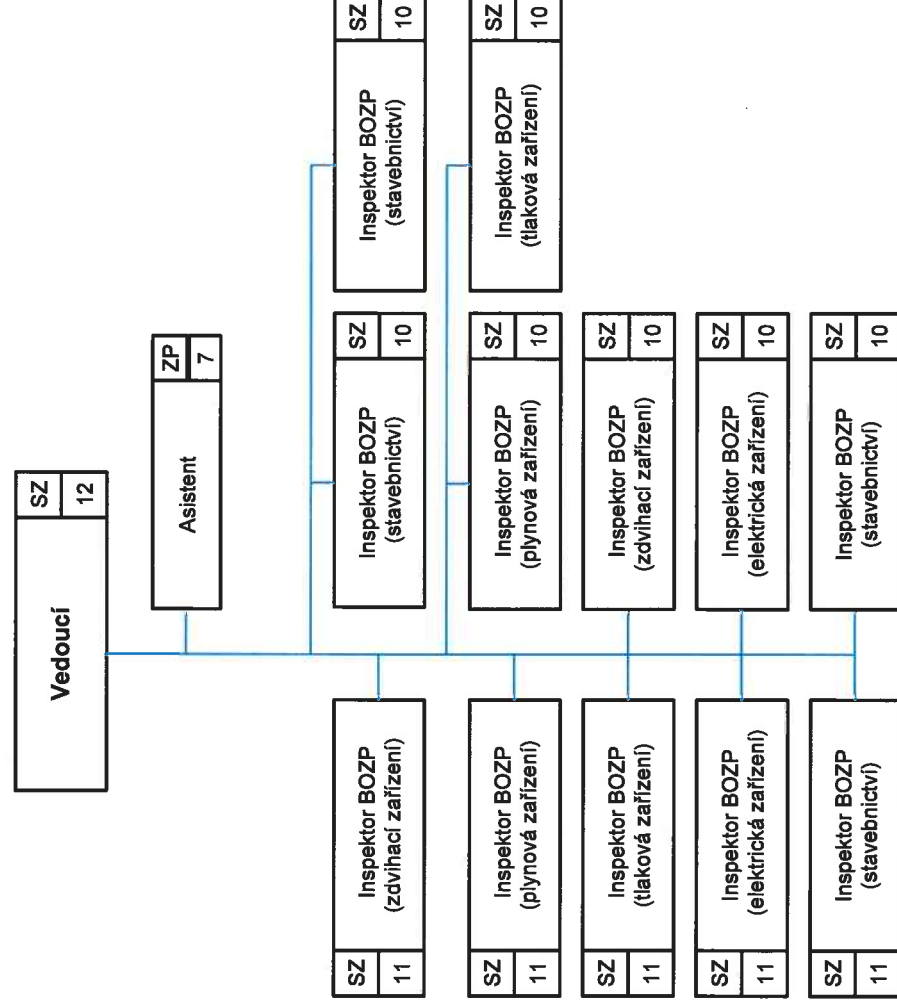 Vedoucí
SZ
12
Asistent
ZP
7
SZ
11
Inspektor BOZP
(zdvihací zařízení)
Inspektor BOZP
(stavebnictví)
SZ
10
Inspektor BOZP
(stavebnictví)
SZ
10
SZ
11
Inspektor BOZP
(plynová zařízení)
Inspektor BOZP
(plynová zařízení)
SZ
10
Inspektor BOZP
(tlaková zařízení)
SZ
10
SZ
11
Inspektor BOZP
(tlaková zařízení)
Inspektor BOZP
(zdvihací zařízení)
SZ
10
SZ
11
Inspektor BOZP
(elektrická zařízení)
Inspektor BOZP
(elektrická zařízení)
SZ
10
SZ
11
Inspektor BOZP
(stavebnictví)
Inspektor BOZP
(stavebnictví)
SZ
10